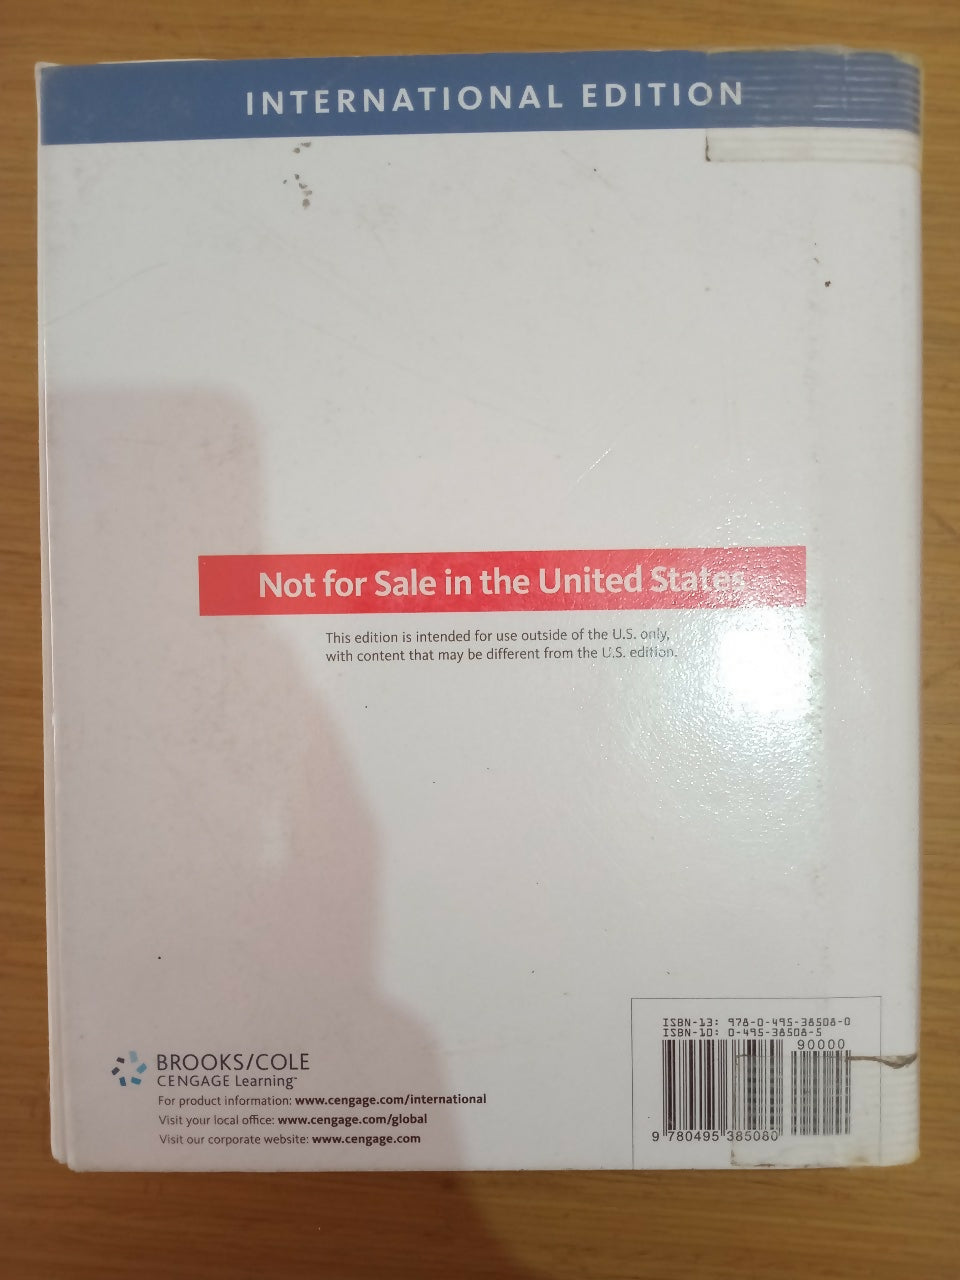 INTERNATIONAL EDITION
Not for Sale in the United States
This edition is intended for use outside of the U.S. only,
with content that may be different from the U.S. edition.
BROOKS/COLE
CENGAGE Learning™
For product information: www.cengage.com/international
Visit your local office: www.cengage.com/global
Visit our corporate website: www.cengage.com
ISBN-13: 978-0-495-38508-0
ISBN-10: 0-495-38508-5
90000
9 780495 385080